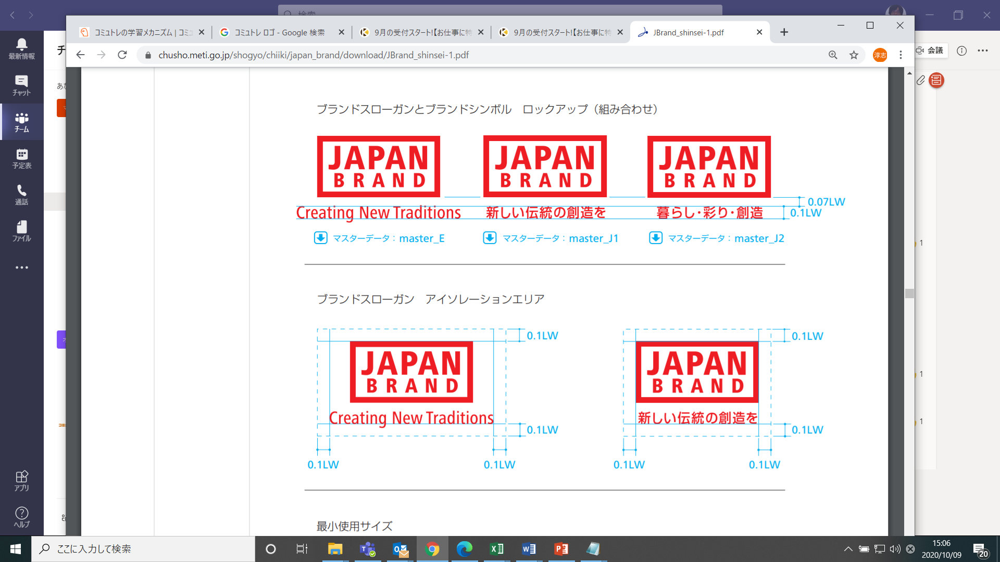 検索
コミュトレの学習メカニズム | コミュ
コミュトレ ロゴ - Google 検索
9月の受付スタート!【お仕事に特
9月の受付スタート!【お仕事に特
JBrand_shinsei-1.pdf
chusho.meti.go.jp/shogyo/chiiki/japan_brand/download/JBrand_shinsei-1.pdf
淳志
会議
最新情報
チャット
チーム
予定表
通話
ファイル
アプリ
ヘルプ
チ
あな
ブランドスローガンとブランドシンボル　ロックアップ（組み合わせ）
JAPAN BRAND
JAPAN BRAND
JAPAN BRAND
0.07LW
Creating New Traditions
新しい伝統の創造を
暮らし・彩り・創造
0.1LW
マスターデータ：master_E
マスターデータ：master_J1
マスターデータ：master_J2
ブランドスローガン　アイソレーションエリア
0.1LW
0.1LW
JAPAN BRAND
JAPAN BRAND
Creating New Traditions
新しい伝統の創造を
0.1LW
0.1LW
0.1LW
0.1LW
0.1LW
0.1LW
最小使用サイズ
1
1
1
ここに入力して検索
15:06
2020/10/09
20